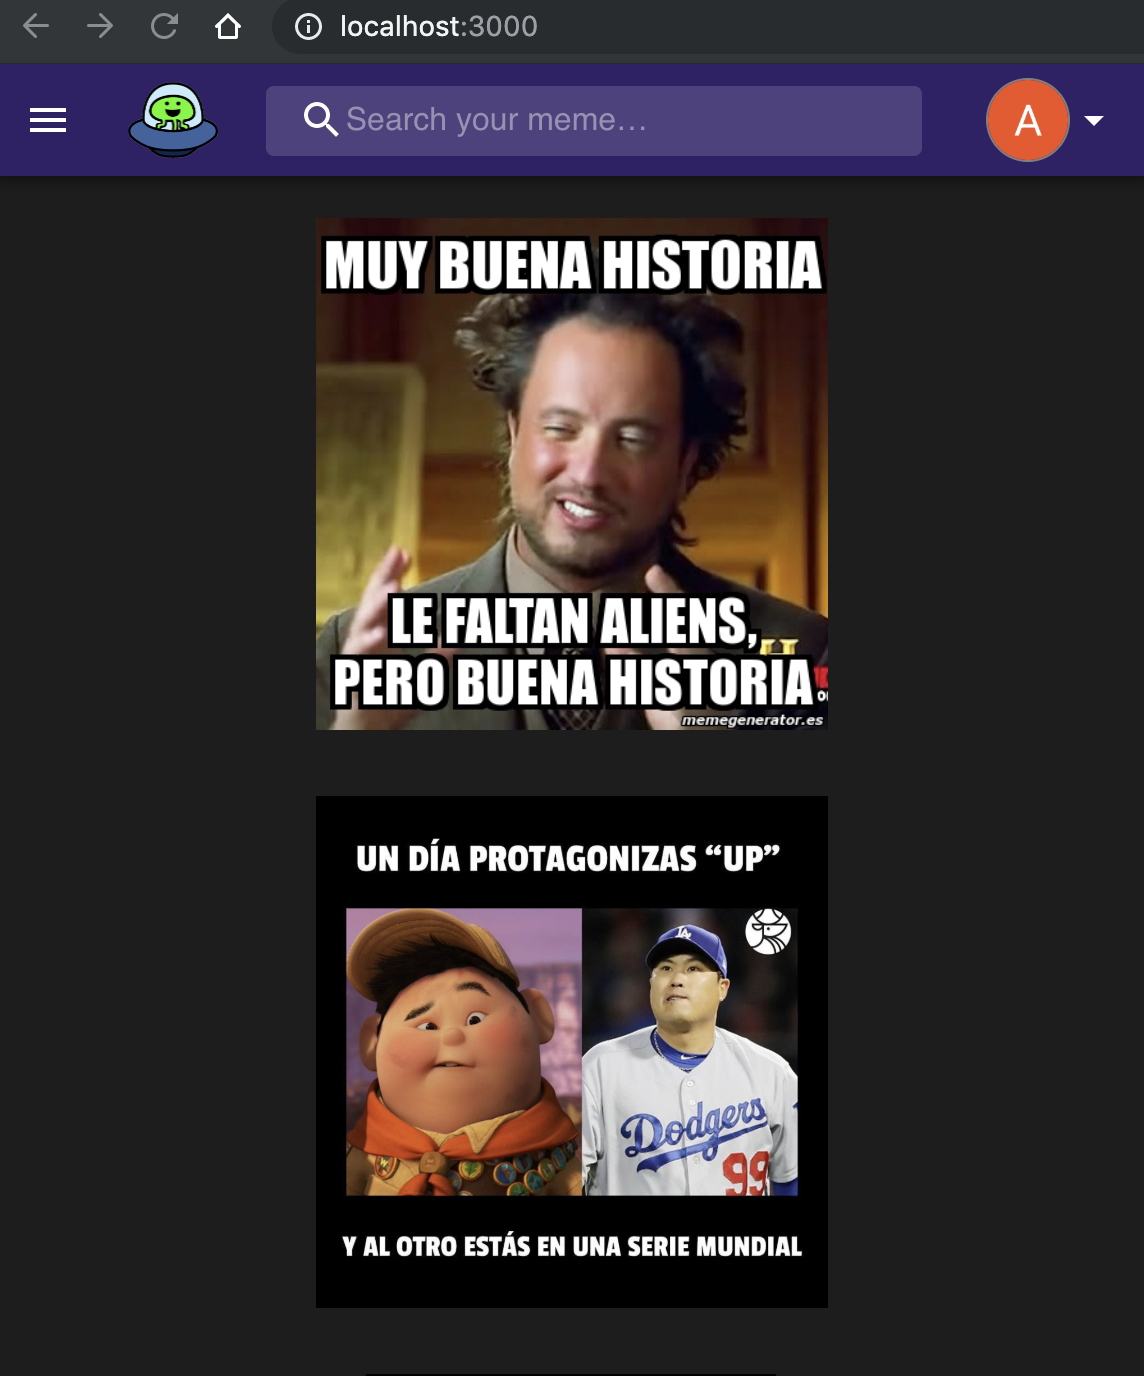 localhost:3000
Search your meme…
A
MUY BUENA HISTORIA
LE FALTAN ALIENS,
PERO BUENA HISTORIA
memegenerator.es
UN DÍA PROTAGONIZAS “UP”
LA
Dodgers
99
Y AL OTRO ESTÁS EN UNA SERIE MUNDIAL